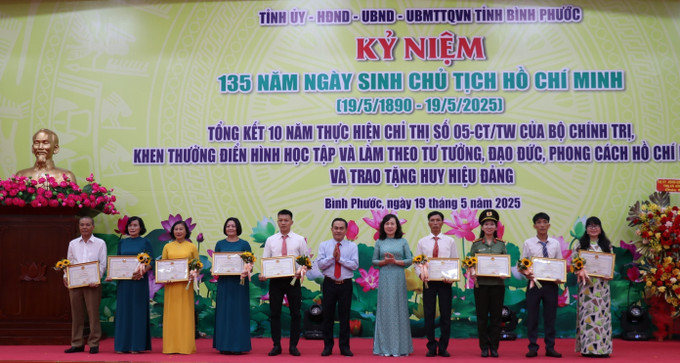 TỈNH ỦY - HĐND - UBND - UBMTTQVN TỈNH BÌNH PHƯỚC
KỶ NIỆM
135 NĂM NGÀY SINH CHỦ TỊCH HỒ CHÍ MINH
(19/5/1890 - 19/5/2025)
TỔNG KẾT 10 NĂM THỰC HIỆN CHỈ THỊ SỐ 05-CT/TW CỦA BỘ CHÍNH TRỊ,
KHEN THƯỞNG ĐIỂN HÌNH HỌC TẬP VÀ LÀM THEO TƯ TƯỞNG, ĐẠO ĐỨC, PHONG CÁCH HỒ CHÍ
VÀ TRAO TẶNG HUY HIỆU ĐẢNG
Bình Phước, ngày 19 tháng 5 năm 2025